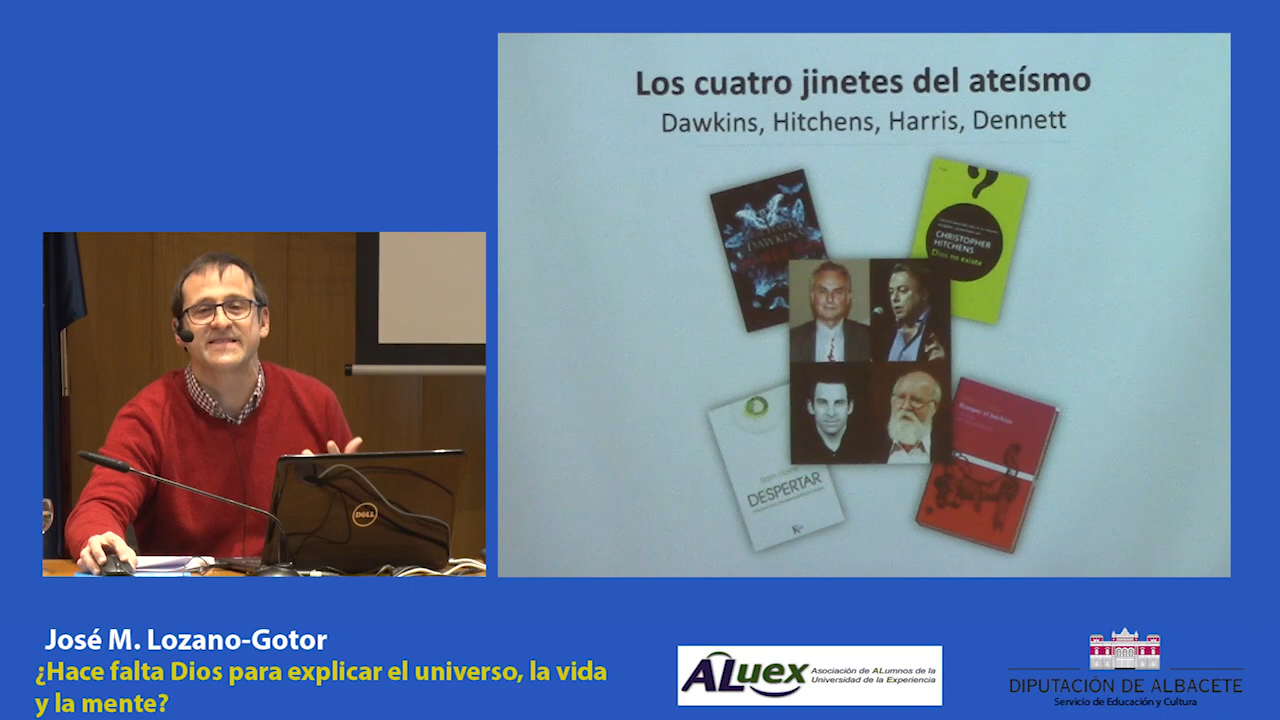 Los cuatro jinetes del ateísmo
Dawkins, Hitchens, Harris, Dennett
DAWKINS
CHRISTOPHER
HITCHENS
Dios no existe
DESPERTAR
DELL
José M. Lozano-Gotor
¿Hace falta Dios para explicar el universo, la vida
y la mente?
ALuex
Asociación de ALumnos de la
Universidad de la Experiencia
DIPUTACIÓN DE ALBACETE
Servicio de Educación y Cultura